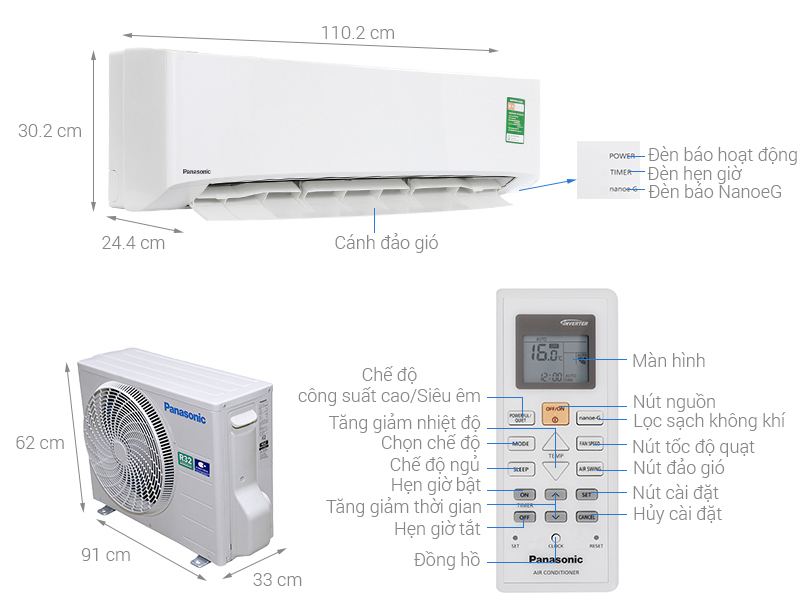 110.2 cm
30.2 cm
Panasonic
24.4 cm
Cánh đảo gió
POWER
Đèn báo hoạt động
TIMER
Đèn hẹn giờ
nanoe-G
Đèn bảo NanoeG
62 cm
Panasonic
R32
91 cm
33 cm
INVERTER
AUTO
16.0°C
12:00
AUTO
Màn hình
Chế độ
công suất cao/Siêu êm
POWERFUL/
QUIET
OFF/ON
nanoe-G
Nút nguồn
Lọc sạch không khí
Tăng giảm nhiệt độ
Chọn chế độ
MODE
TEMP
FAN SPEED
Nút tốc độ quạt
Chế độ ngủ
SLEEP
AIR SWING
Nút đảo gió
Hẹn giờ bật
ON
SET
Nút cài đặt
Tăng giảm thời gian
TIMER
Hẹn giờ tắt
OFF
CANCEL
Hủy cài đặt
SET
CLOCK
RESET
Đồng hồ
Panasonic
AIR CONDITIONER